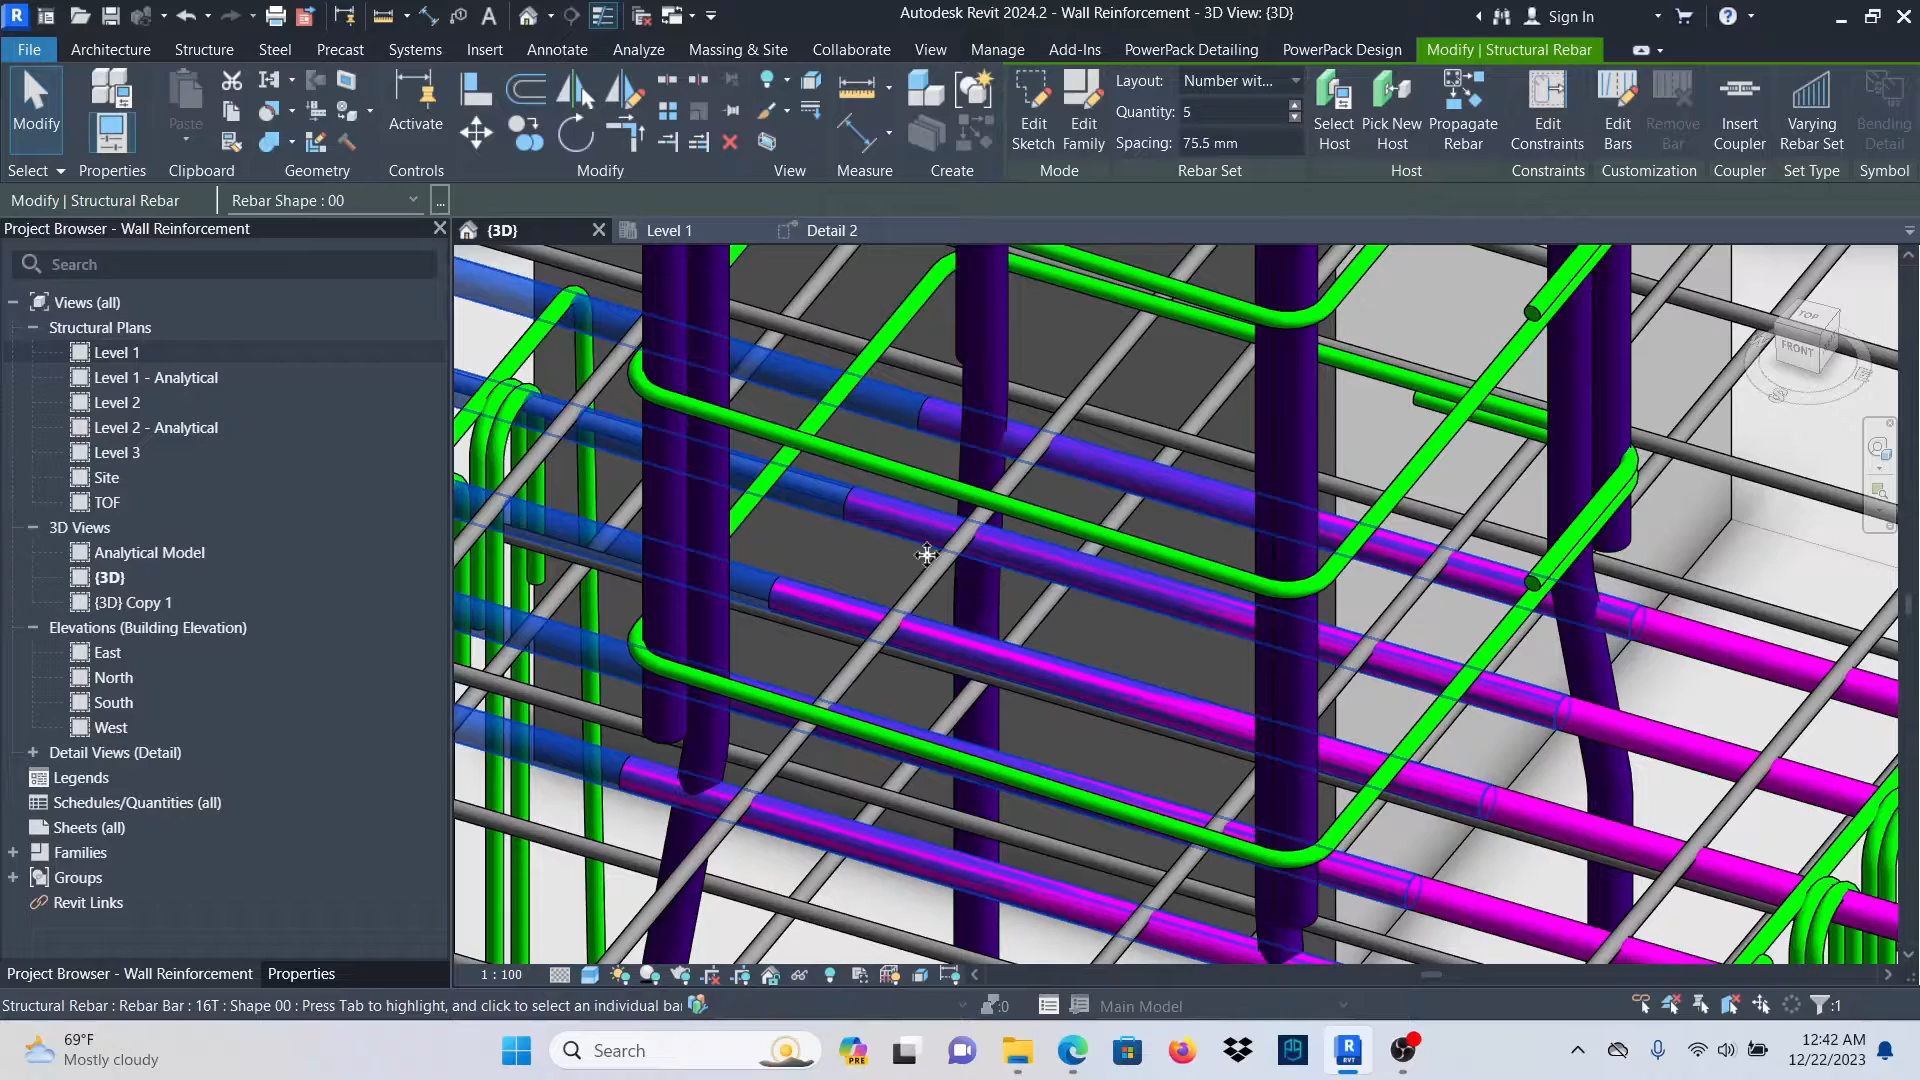 Autodesk Revit 2024.2 - Wall Reinforcement - 3D View: {3D}
Sign In
File Architecture Structure Steel Precast Systems Insert Annotate Analyze Massing & Site Collaborate View Manage Add-Ins PowerPack Detailing PowerPack Design Modify | Structural Rebar
Modify
Paste
Activate
Edit Sketch
Edit Family
Layout: Number wit...
Quantity: 5
Spacing: 75.5 mm
Select Host
Pick New Host
Propagate Rebar
Edit Constraints
Edit Bars
Remove Bar
Insert Coupler
Varying Rebar Set
Bending Detail
Select Properties Clipboard Geometry Controls Modify View Measure Create Mode Rebar Set Host Constraints Customization Coupler Set Type Symbol
Modify | Structural Rebar
Rebar Shape : 00
...
Project Browser - Wall Reinforcement
{3D}
Level 1
Detail 2
Search
Views (all)
Structural Plans
Level 1
Level 1 - Analytical
Level 2
Level 2 - Analytical
Level 3
Site
TOF
3D Views
Analytical Model
{3D}
{3D} Copy 1
Elevations (Building Elevation)
East
North
South
West
Detail Views (Detail)
Legends
Schedules/Quantities (all)
Sheets (all)
Families
Groups
Revit Links
TOP
FRONT
Project Browser - Wall Reinforcement
Properties
1 : 100
Structural Rebar : Rebar Bar : 16T : Shape 00 : Press Tab to highlight, and click to select an individual ba
:0
Main Model
:1
69°F
Mostly cloudy
Search
PRE
R
RVT
12:42 AM
12/22/2023